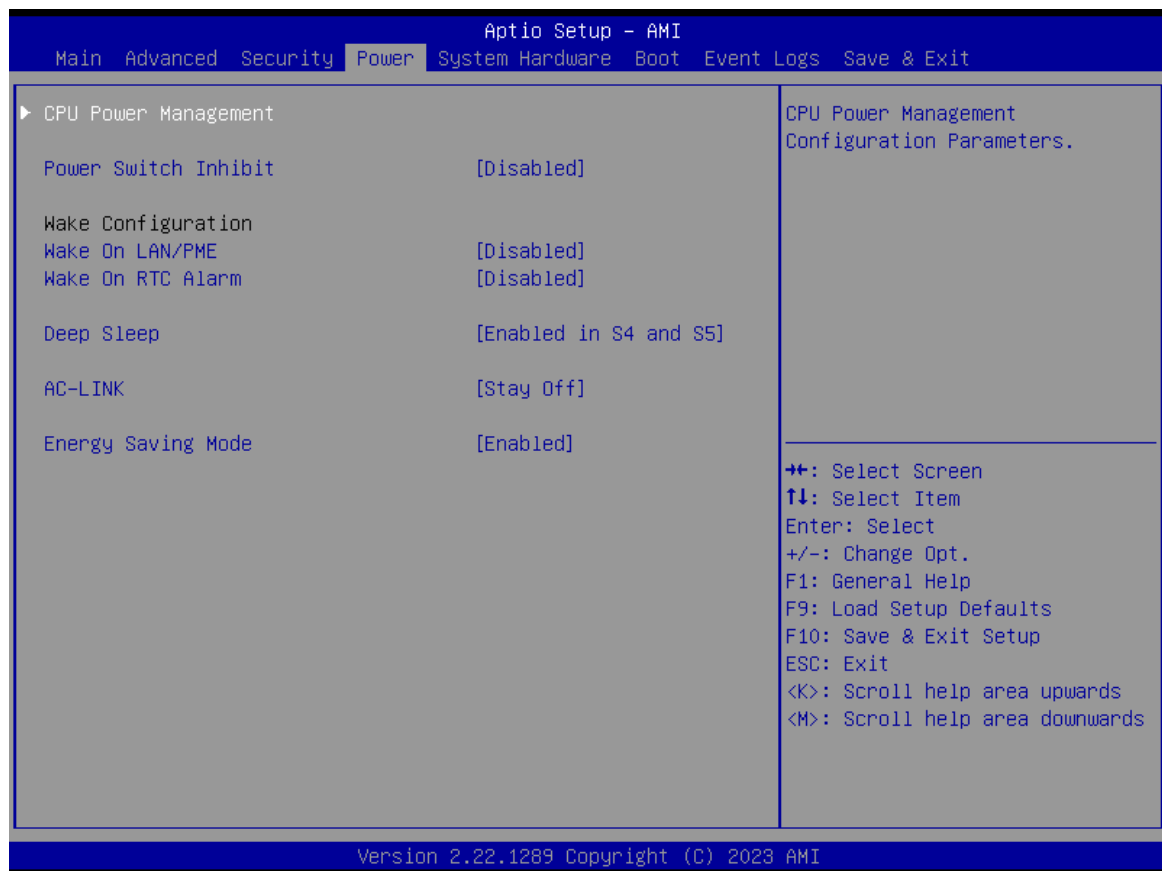 Aptio Setup – AMI
Main Advanced Security Power System Hardware Boot Event Logs Save & Exit
CPU Power Management
Power Switch Inhibit [Disabled]
Wake Configuration
Wake On LAN/PME [Disabled]
Wake On RTC Alarm [Disabled]
Deep Sleep [Enabled in S4 and S5]
AC-LINK [Stay Off]
Energy Saving Mode [Enabled]
CPU Power Management
Configuration Parameters.
→←: Select Screen
↑↓: Select Item
Enter: Select
+/-: Change Opt.
F1: General Help
F9: Load Setup Defaults
F10: Save & Exit Setup
ESC: Exit
<K>: Scroll help area upwards
<M>: Scroll help area downwards
Version 2.22.1289 Copyright (C) 2023 AMI